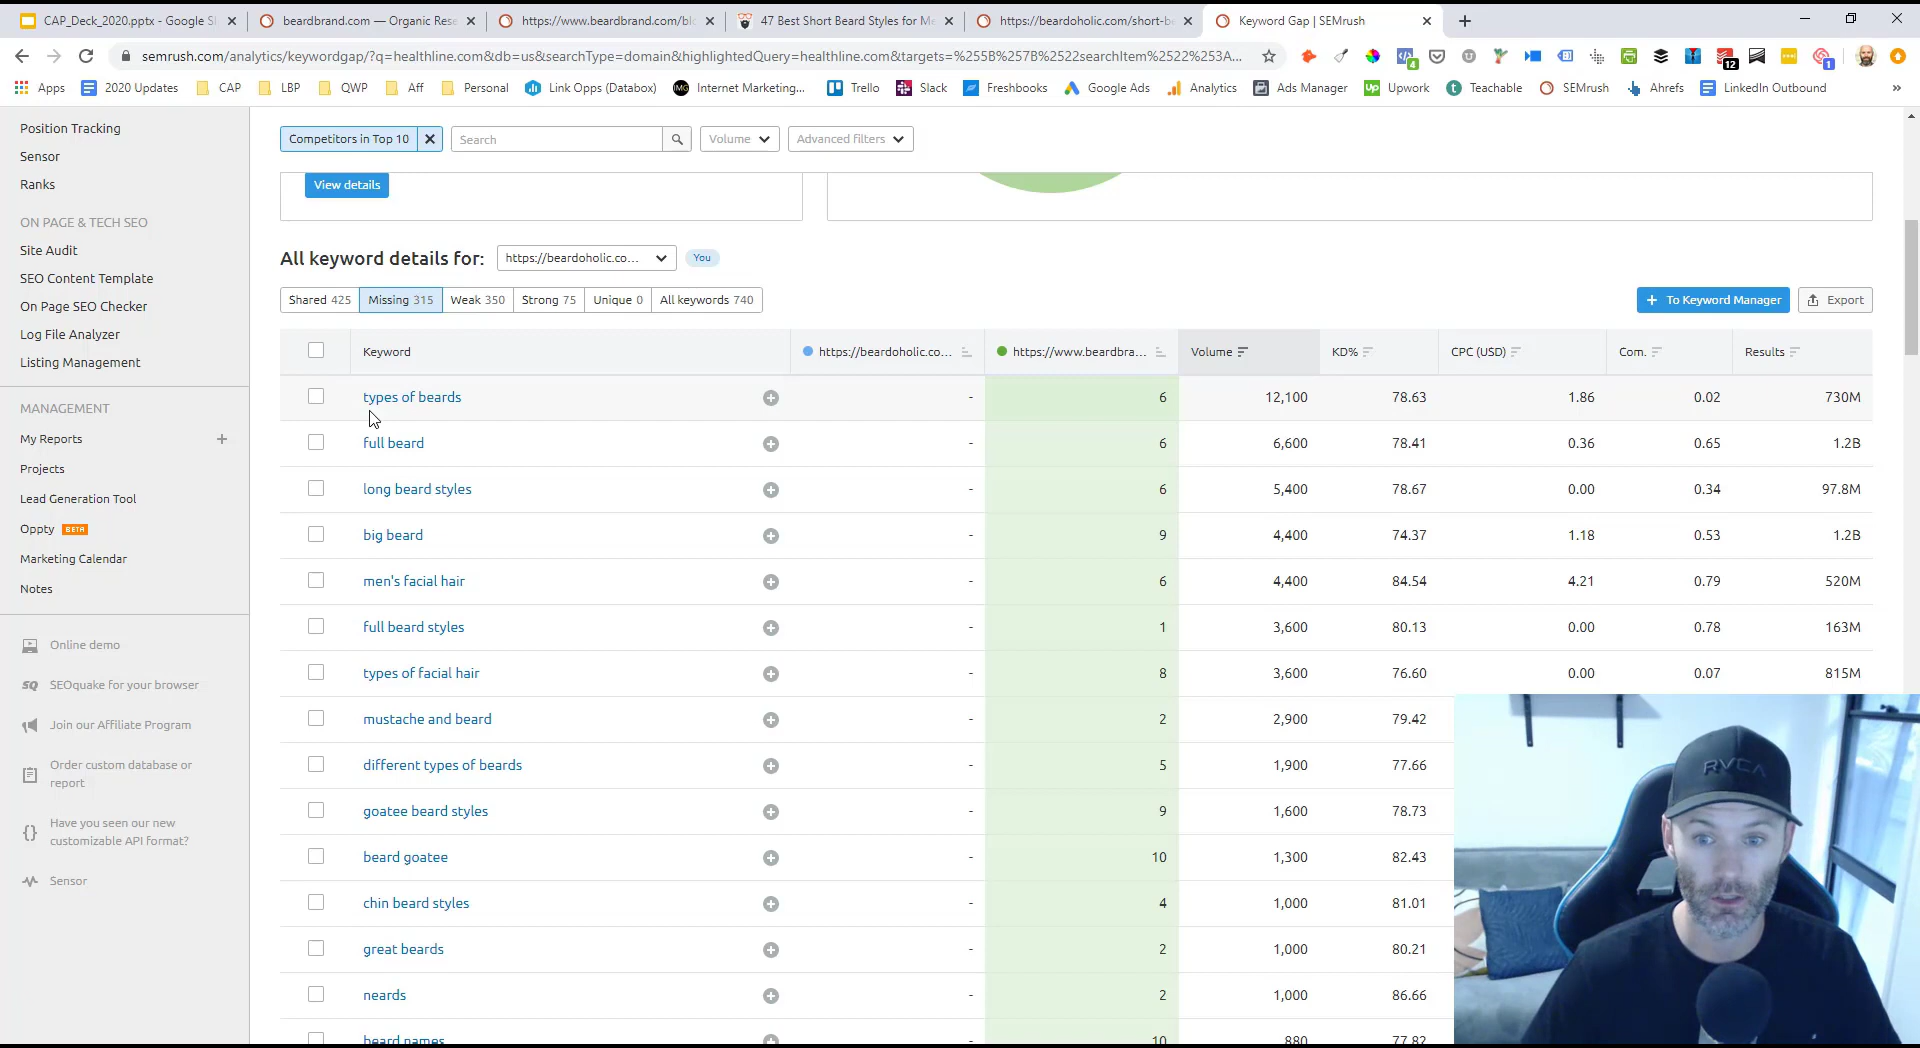 CAP_Deck_2020.pptx - Google Sl
beardbrand.com — Organic Rese
https://www.beardbrand.com/blo
47 Best Short Beard Styles for Me
https://beardoholic.com/short-be
Keyword Gap | SEMrush
semrush.com/analytics/keywordgap/?q=healthline.com&db=us&searchType=domain&highlightedQuery=healthline.com&targets=%255B%257B%2522searchItem%2522%253A...
4
12
1
Apps
2020 Updates
CAP
LBP
QWP
Aff
Personal
Link Opps (Databox)
Internet Marketing...
Trello
Slack
Freshbooks
Google Ads
Analytics
Ads Manager
Upwork
Teachable
SEMrush
Ahrefs
LinkedIn Outbound
»
Position Tracking
Sensor
Ranks
ON PAGE & TECH SEO
Site Audit
SEO Content Template
On Page SEO Checker
Log File Analyzer
Listing Management
MANAGEMENT
My Reports +
Projects
Lead Generation Tool
Oppty BETA
Marketing Calendar
Notes
Online demo
SEOquake for your browser
Join our Affiliate Program
Order custom database or
report
Have you seen our new
customizable API format?
Sensor
Competitors in Top 10
Search
Volume
Advanced filters
View details
All keyword details for: https://beardoholic.co... You
Shared 425 Missing 315 Weak 350 Strong 75 Unique 0 All keywords 740
+ To Keyword Manager Export
Keyword https://beardoholic.co... https://www.beardbra... Volume KD% CPC (USD) Com. Results
types of beards - 6 12,100 78.63 1.86 0.02 730M
full beard - 6 6,600 78.41 0.36 0.65 1.2B
long beard styles - 6 5,400 78.67 0.00 0.34 97.8M
big beard - 9 4,400 74.37 1.18 0.53 1.2B
men's facial hair - 6 4,400 84.54 4.21 0.79 520M
full beard styles - 1 3,600 80.13 0.00 0.78 163M
types of facial hair - 8 3,600 76.60 0.00 0.07 815M
mustache and beard - 2 2,900 79.42
different types of beards - 5 1,900 77.66
goatee beard styles - 9 1,600 78.73
beard goatee - 10 1,300 82.43
chin beard styles - 4 1,000 81.01
great beards - 2 1,000 80.21
neards - 2 1,000 86.66
beard names - 10 880 77.82
RVCA